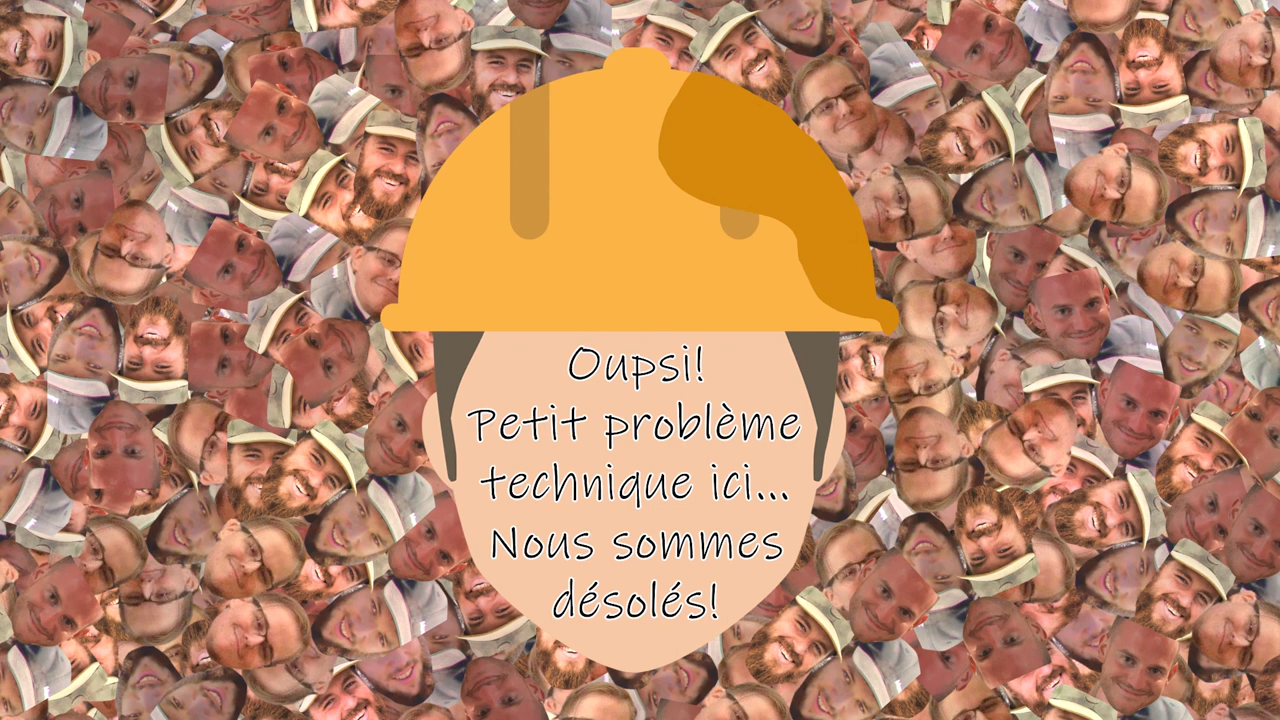 Oupsi!
Petit problème
technique ici...
Nous sommes
désolés!